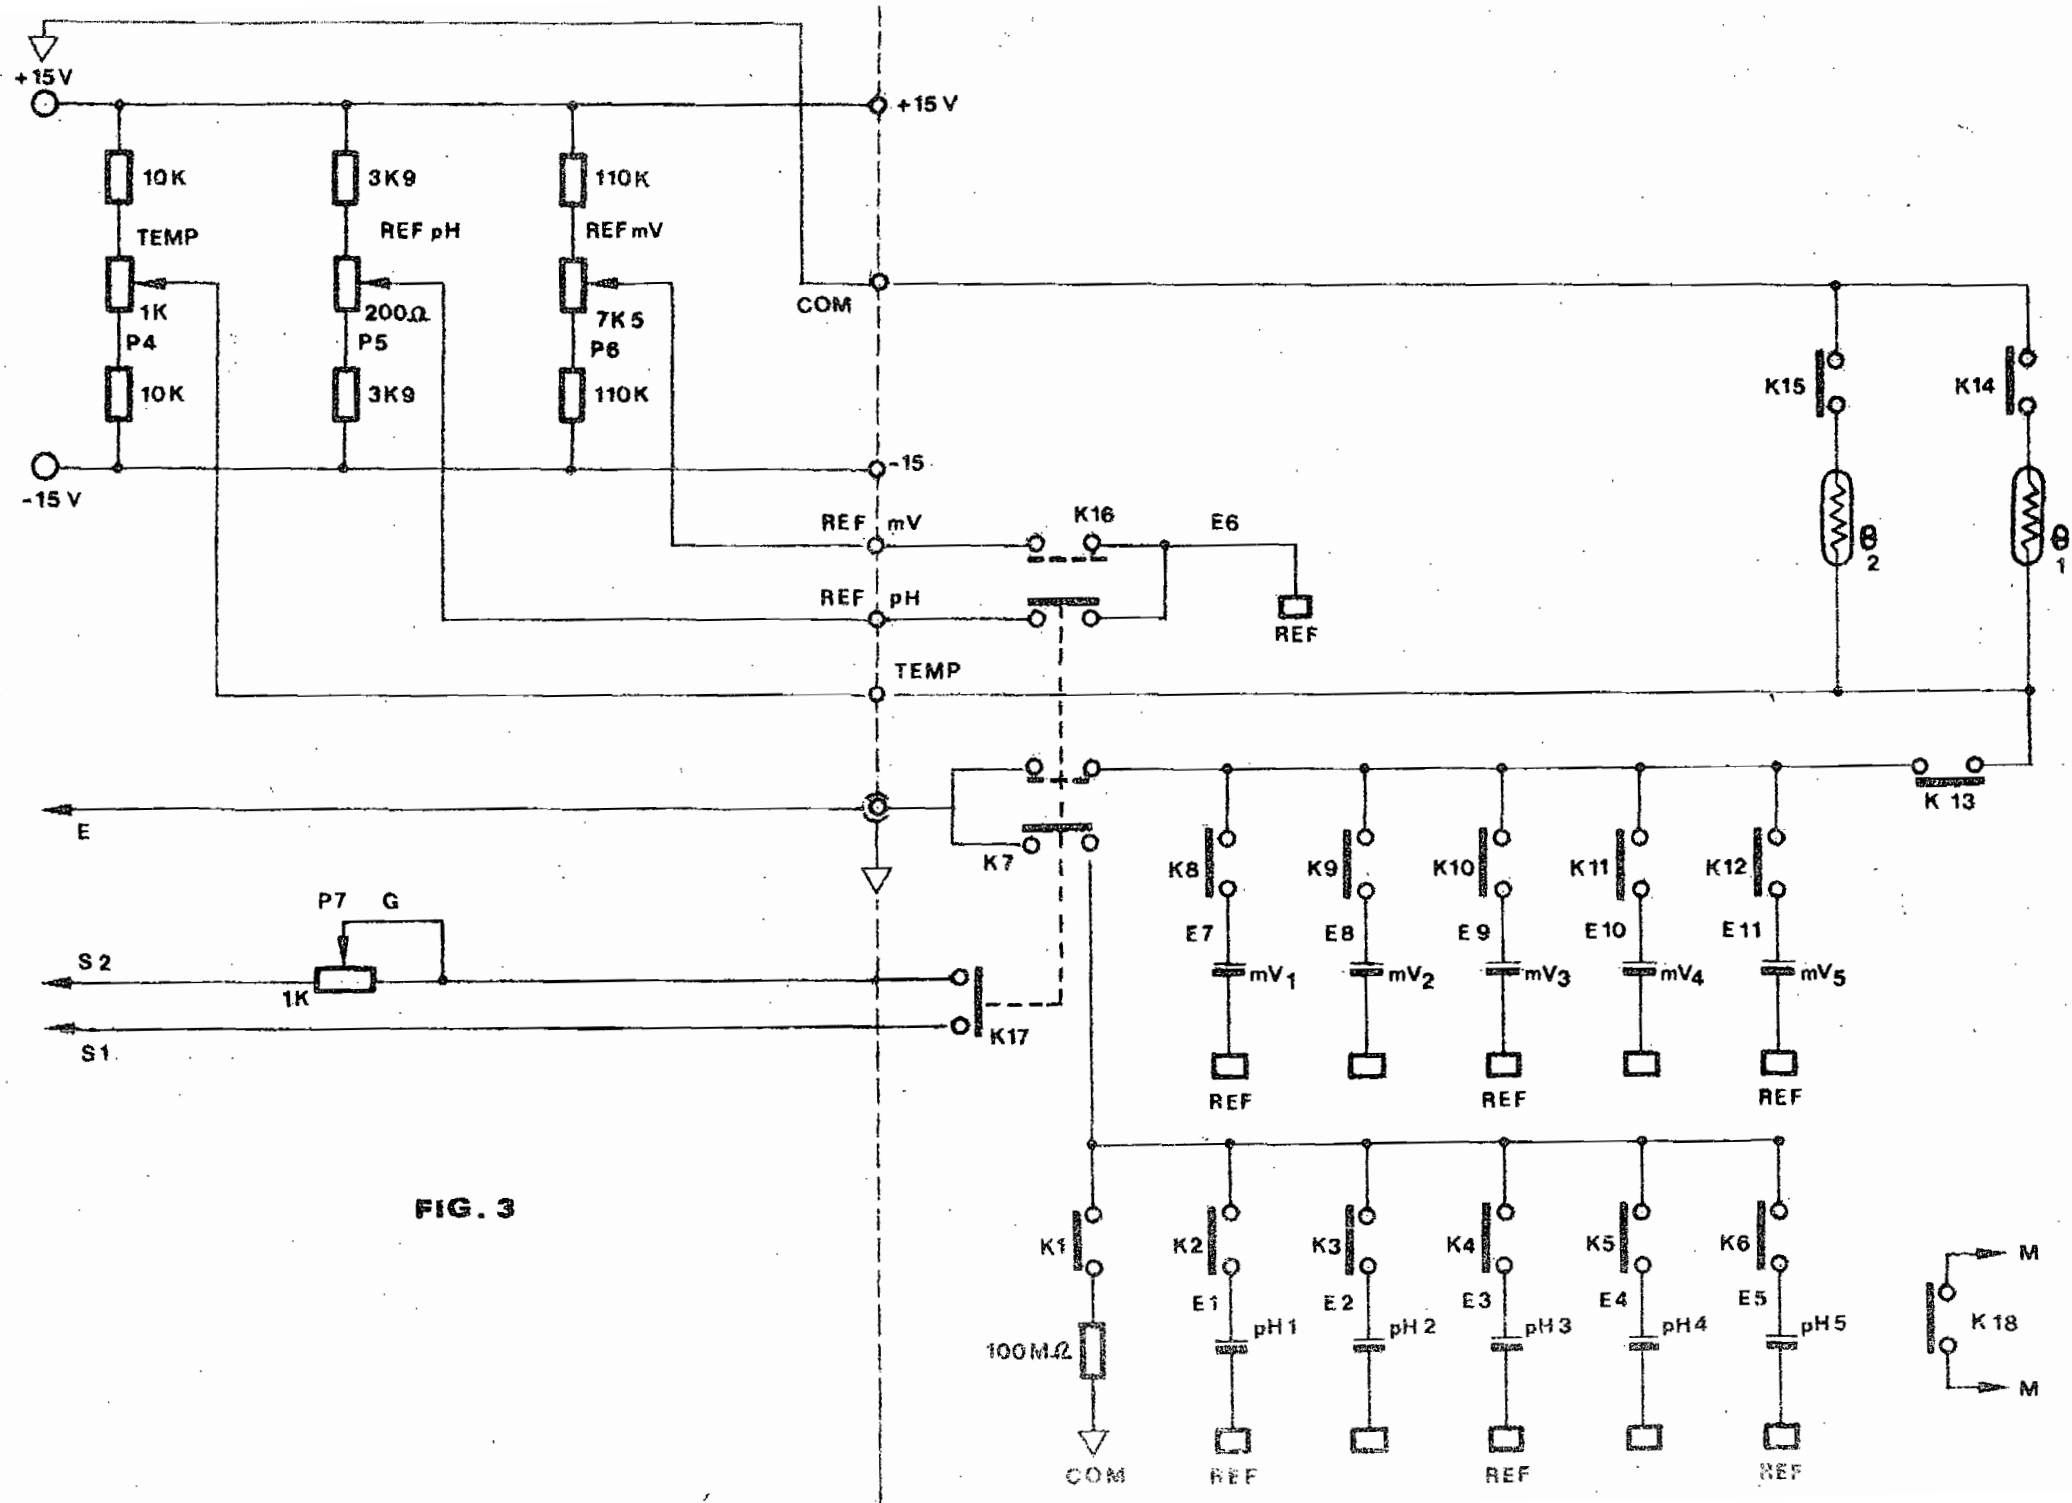 +15 V
+15 V
10K
3K9
110K
TEMP
REF pH
REF mV
1K
200Ω
7K5
COM
P4
P5
P6
10K
3K9
110K
K15
K14
-15
-15 V
REF mV
K16
E6
θ
2
θ
1
REF pH
REF
TEMP
E
K7
K 13
K8
K9
K10
K11
K12
P7 G
E7
E8
E9
E10
E11
S2
1K
mV1
mV2
mV3
mV4
mV5
K17
S1
REF
REF
REF
FIG. 3
K1
K2
K3
K4
K5
K6
M
E1
E2
E3
E4
E5
K18
pH1
pH2
pH3
pH4
pH5
100MΩ
M
COM
REF
REF
REF